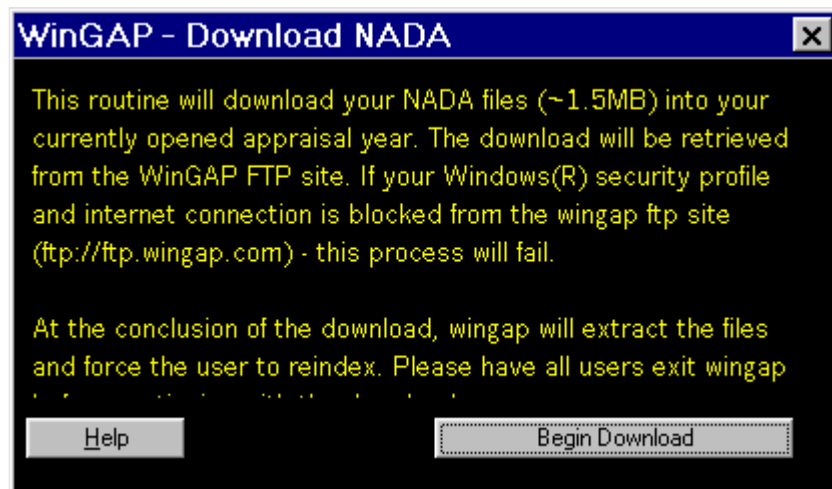 WinGAP - Download NADA
This routine will download your NADA files (~1.5MB) into your
currently opened appraisal year. The download will be retrieved
from the WinGAP FTP site. If your Windows(R) security profile
and internet connection is blocked from the wingap ftp site
(ftp://ftp.wingap.com) - this process will fail.
At the conclusion of the download, wingap will extract the files
and force the user to reindex. Please have all users exit wingap
Help
Begin Download